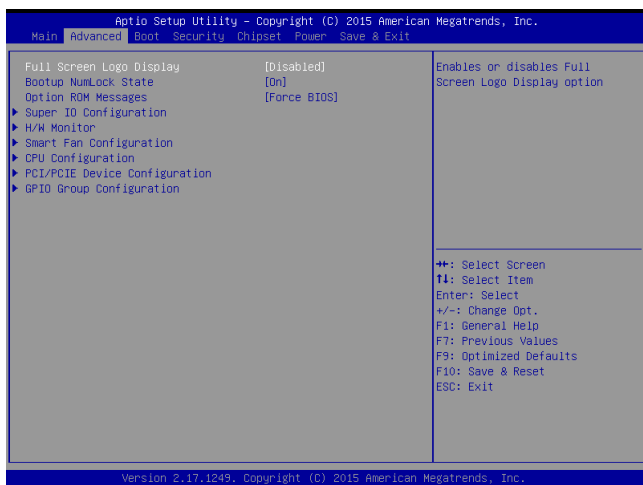 Aptio Setup Utility – Copyright (C) 2015 American Megatrends, Inc.
Main Advanced Boot Security Chipset Power Save & Exit
Full Screen Logo Display [Disabled]
Bootup NumLock State [On]
Option ROM Messages [Force BIOS]
Super IO Configuration
H/W Monitor
Smart Fan Configuration
CPU Configuration
PCI/PCIE Device Configuration
GPIO Group Configuration
Enables or disables Full
Screen Logo Display option
→←: Select Screen
↑↓: Select Item
Enter: Select
+/-: Change Opt.
F1: General Help
F7: Previous Values
F9: Optimized Defaults
F10: Save & Reset
ESC: Exit
Version 2.17.1249. Copyright (C) 2015 American Megatrends, Inc.